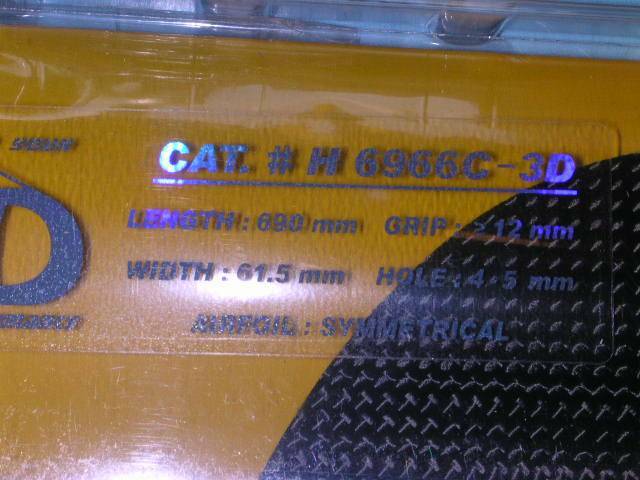 CAT. # H 6966C-3D
LENGTH : 690 mm GRIP : > 12 mm
WIDTH : 61.5 mm HOLE : 4 - 5 mm
AIRFOIL : SYMMETRICAL
D